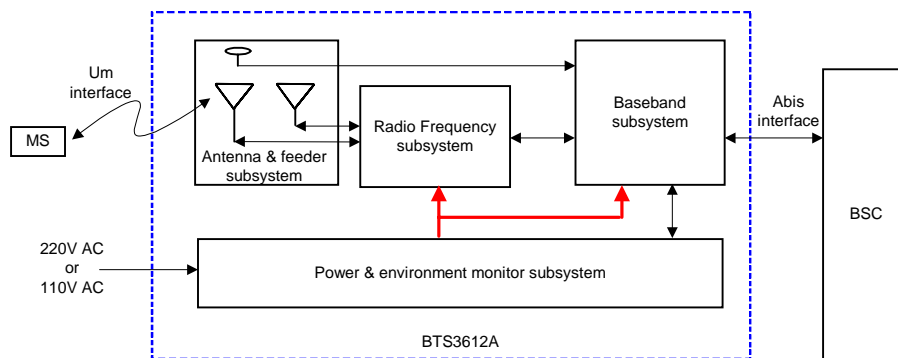 Um
interface
MS
Antenna & feeder
subsystem
Radio Frequency
subsystem
Baseband
subsystem
Abis
interface
BSC
220V AC
or
110V AC
Power & environment monitor subsystem
BTS3612A